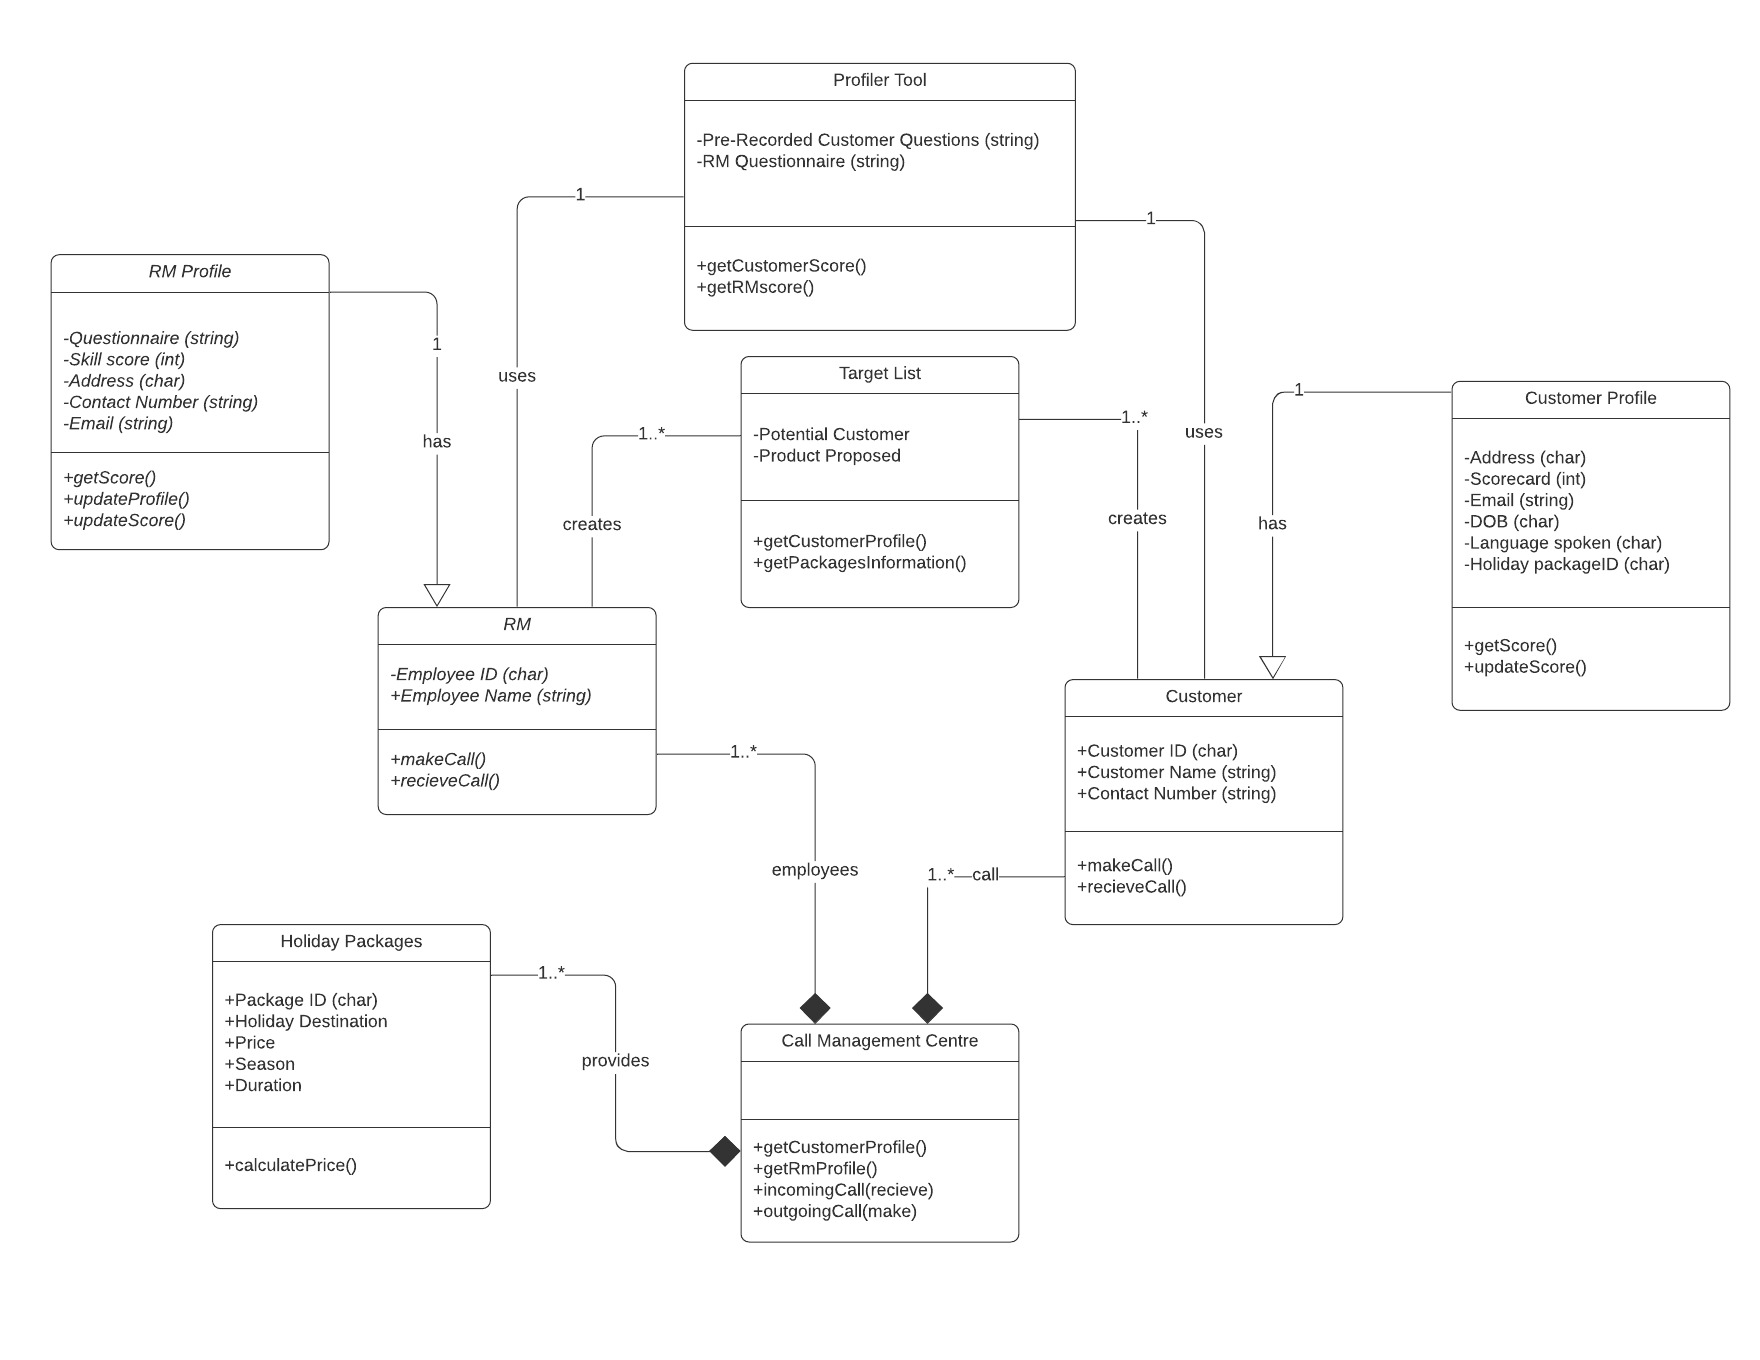 Profiler Tool
-Pre-Recorded Customer Questions (string)
-RM Questionnaire (string)
+getCustomerScore()
+getRMscore()
1
uses
1
uses
RM Profile
-Questionnaire (string)
-Skill score (int)
-Address (char)
-Contact Number (string)
-Email (string)
+getScore()
+updateProfile()
+updateScore()
1
has
Target List
-Potential Customer
-Product Proposed
+getCustomerProfile()
+getPackagesInformation()
1..*
creates
1..*
creates
Customer Profile
-Address (char)
-Scorecard (int)
-Email (string)
-DOB (char)
-Language spoken (char)
-Holiday packageID (char)
+getScore()
+updateScore()
1
has
RM
-Employee ID (char)
+Employee Name (string)
+makeCall()
+recieveCall()
1..*
employees
Customer
+Customer ID (char)
+Customer Name (string)
+Contact Number (string)
+makeCall()
+recieveCall()
1..*
call
Holiday Packages
+Package ID (char)
+Holiday Destination
+Price
+Season
+Duration
+calculatePrice()
1..*
provides
Call Management Centre
+getCustomerProfile()
+getRmProfile()
+incomingCall(recieve)
+outgoingCall(make)